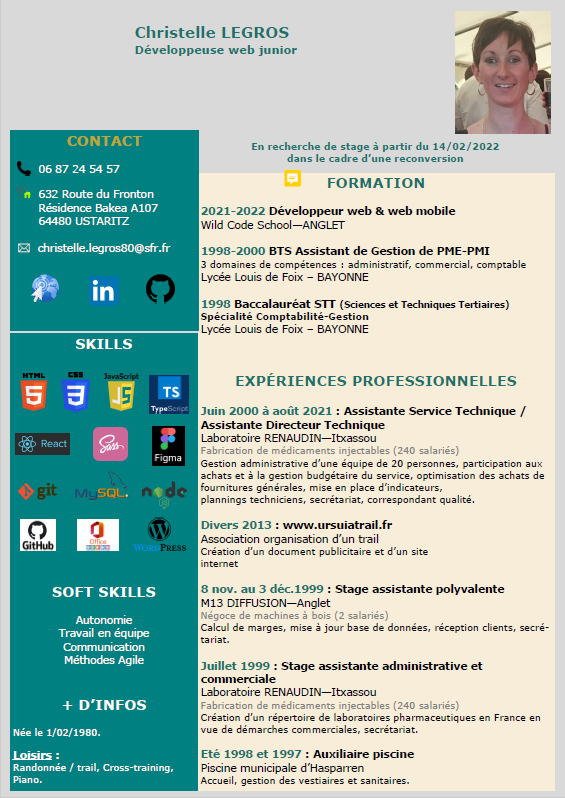 Christelle LEGROS
Développeuse web junior
CONTACT
06 87 24 54 57
632 Route du Fronton
Résidence Bakea A107
64480 USTARITZ
christelle.legros80@sfr.fr
in
SKILLS
HTML
5
CSS
3
JavaScript
JS
TS
TypeScript
React
Sass
Figma
git
MySQL
node
GitHub
Office
WORDPRESS
SOFT SKILLS
Autonomie
Travail en équipe
Communication
Méthodes Agile
+ D’INFOS
Née le 1/02/1980.
Loisirs :
Randonnée / trail, Cross-training,
Piano.
En recherche de stage à partir du 14/02/2022
dans le cadre d’une reconversion
FORMATION
2021-2022 Développeur web & web mobile
Wild Code School—ANGLET
1998-2000 BTS Assistant de Gestion de PME-PMI
3 domaines de compétences : administratif, commercial, comptable
Lycée Louis de Foix – BAYONNE
1998 Baccalauréat STT (Sciences et Techniques Tertiaires)
Spécialité Comptabilité-Gestion
Lycée Louis de Foix – BAYONNE
EXPÉRIENCES PROFESSIONNELLES
Juin 2000 à août 2021 : Assistante Service Technique /
Assistante Directeur Technique
Laboratoire RENAUDIN—Itxassou
Fabrication de médicaments injectables (240 salariés)
Gestion administrative d’une équipe de 20 personnes, participation aux
achats et à la gestion budgétaire du service, optimisation des achats de
fournitures générales, mise en place d’indicateurs,
plannings techniciens, secrétariat, correspondant qualité.
Divers 2013 : www.ursuiatrail.fr
Association organisation d’un trail
Création d’un document publicitaire et d’un site
internet
8 nov. au 3 déc.1999 : Stage assistante polyvalente
M13 DIFFUSION—Anglet
Négoce de machines à bois (2 salariés)
Calcul de marges, mise à jour base de données, réception clients, secré-
tariat.
Juillet 1999 : Stage assistante administrative et
commerciale
Laboratoire RENAUDIN—Itxassou
Fabrication de médicaments injectables (240 salariés)
Création d’un répertoire de laboratoires pharmaceutiques en France en
vue de démarches commerciales, secrétariat.
Eté 1998 et 1997 : Auxiliaire piscine
Piscine municipale d’Hasparren
Accueil, gestion des vestiaires et sanitaires.